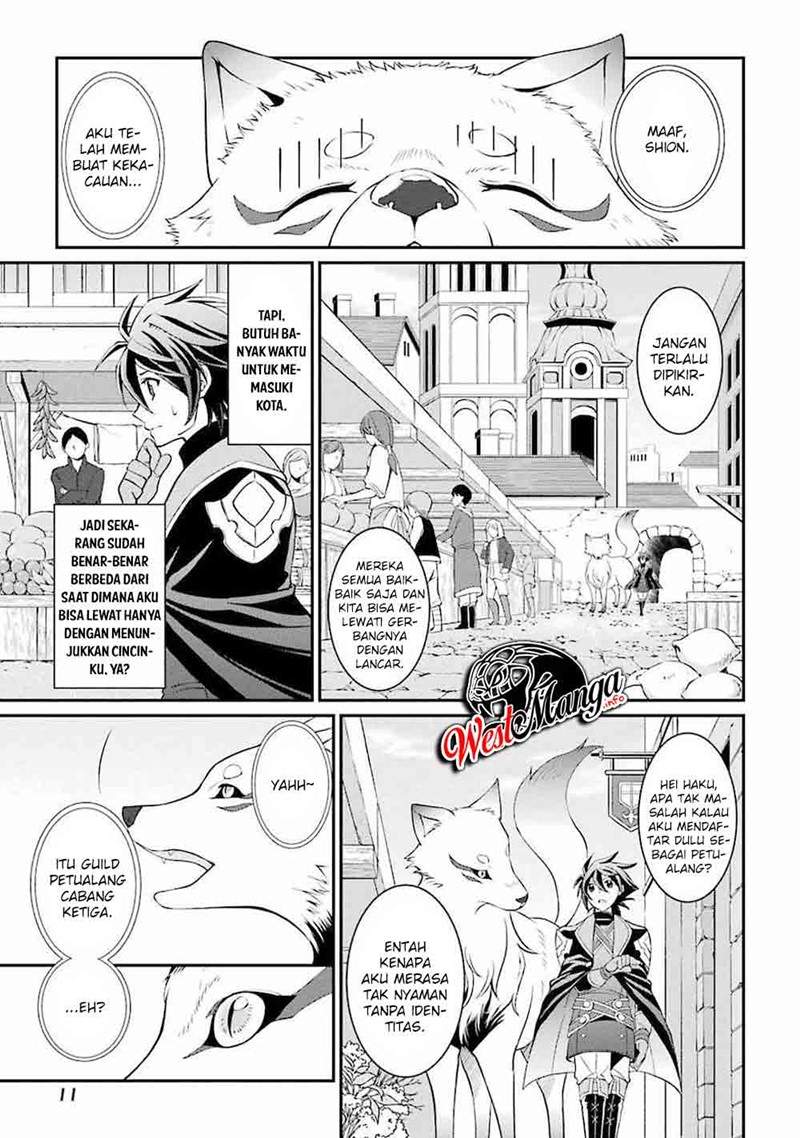 MAAF,
SHION.
AKU TE-
LAH MEM-
BUAT KEKA-
CAUAN...
JANGAN
TERLALU
DIPIKIR-
KAN.
MEREKA
SEMUA BAIK-
BAIK SAJA DAN
KITA BISA ME-
LEWATI GER-
BANGNYA
DENGAN
LANCAR.
TAPI,
BUTUH BA-
NYAK WAKTU
UNTUK ME-
MASUKI
KOTA.
JADI SEKA-
RANG SUDAH
BENAR-BENAR
BERBEDA DARI
SAAT DIMANA AKU
BISA LEWAT HANYA
DENGAN MENUN-
JUKKAN CINCIN-
KU. YA?
WestManga
.info
HEI HAKU,
APA TAK MA-
SALAH KALAU
AKU MENDAF-
TAR DULU SE-
BAGAI PETU-
ALANG?
ENTAH
KENAPA
AKU MERASA
TAK NYAMAN
TANPA IDEN-
TITAS.
YAHH~
ITU GUILD
PETUALANG
CABANG
KETIGA.
...EH?
11